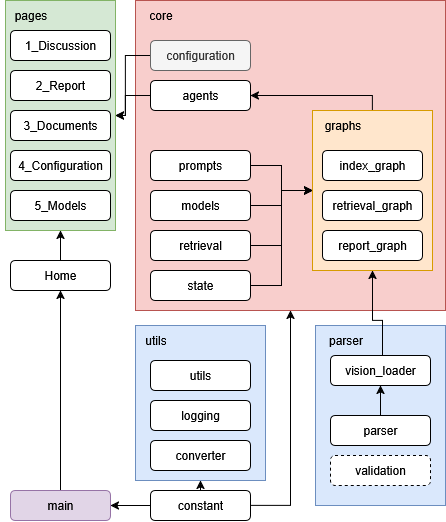 pages
1_Discussion
2_Report
3_Documents
4_Configuration
5_Models
Home
main
core
configuration
agents
prompts
models
retrieval
state
graphs
index_graph
retrieval_graph
report_graph
utils
utils
logging
converter
constant
parser
vision_loader
parser
validation